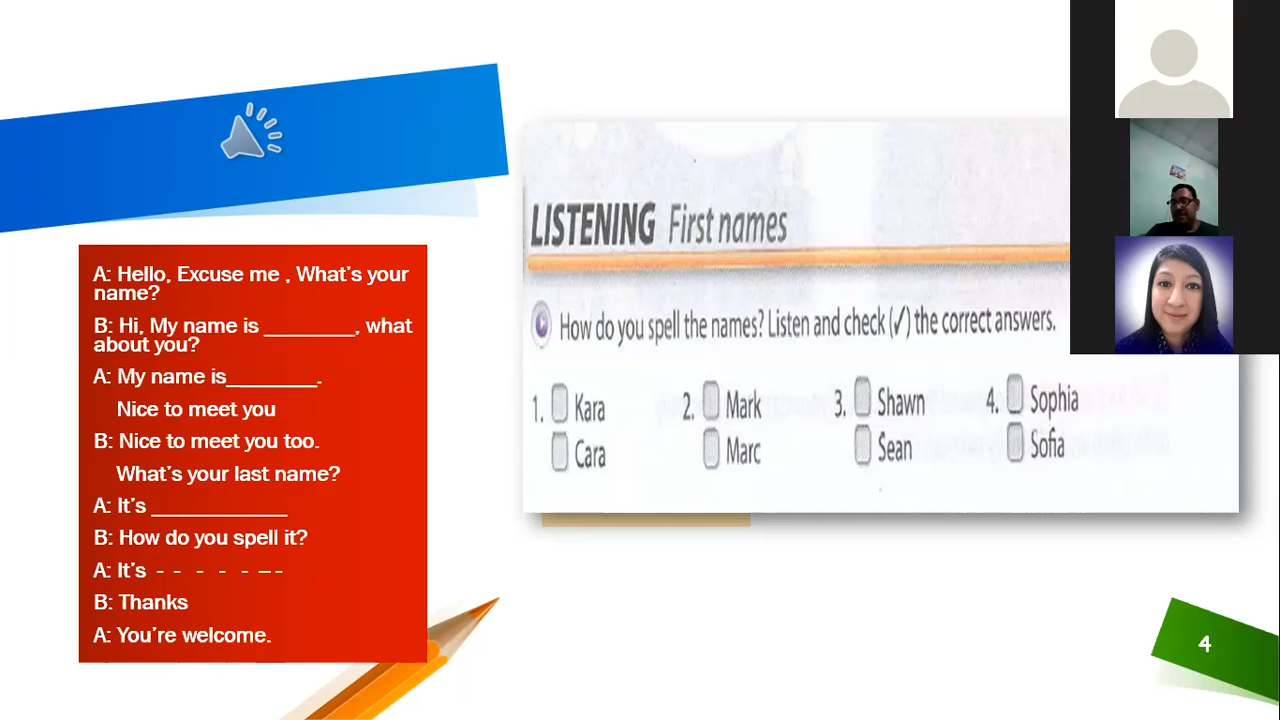 A: Hello, Excuse me , What's your
name?
B: Hi, My name is ________, what
about you?
A: My name is________.
Nice to meet you
B: Nice to meet you too.
What's your last name?
A: It's ____________
B: How do you spell it?
A: It's - - - - - – -
B: Thanks
A: You're welcome.
LISTENING First names
How do you spell the names? Listen and check (✓) the correct answers.
1. Kara 2. Mark 3. Shawn 4. Sophia
Cara Marc Sean Sofia
4